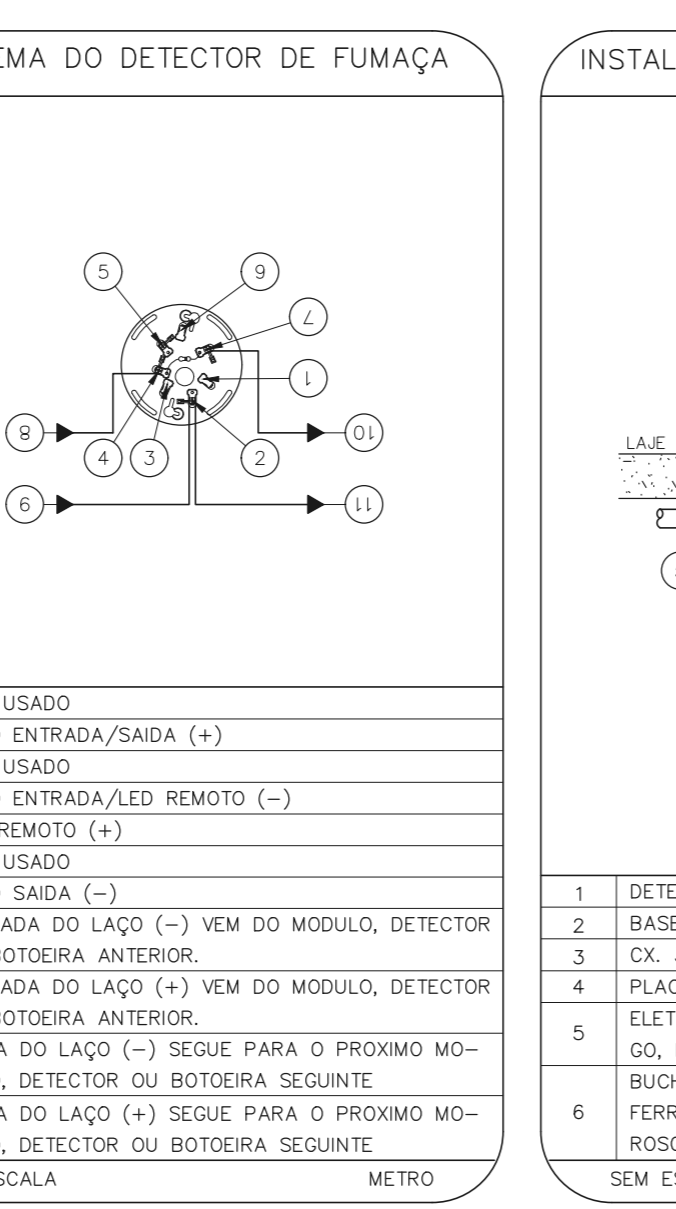 EMA DO DETECTOR DE FUMAÇA
INSTAL
5
6
7
1
8
4
3
2
10
9
11
LAJE
USADO
ENTRADA/SAIDA (+)
USADO
ENTRADA/LED REMOTO (−)
REMOTO (+)
USADO
SAIDA (−)
ADA DO LAÇO (−) VEM DO MODULO, DETECTOR
BOTOEIRA ANTERIOR.
ADA DO LAÇO (+) VEM DO MODULO, DETECTOR
BOTOEIRA ANTERIOR.
A DO LAÇO (−) SEGUE PARA O PROXIMO MO−
, DETECTOR OU BOTOEIRA SEGUINTE
A DO LAÇO (+) SEGUE PARA O PROXIMO MO−
, DETECTOR OU BOTOEIRA SEGUINTE
SCALA METRO
1 DETE
2 BASE
3 CX.
4 PLAC
5 ELET
GO,
6 BUCH
FERR
ROSC
SEM ES